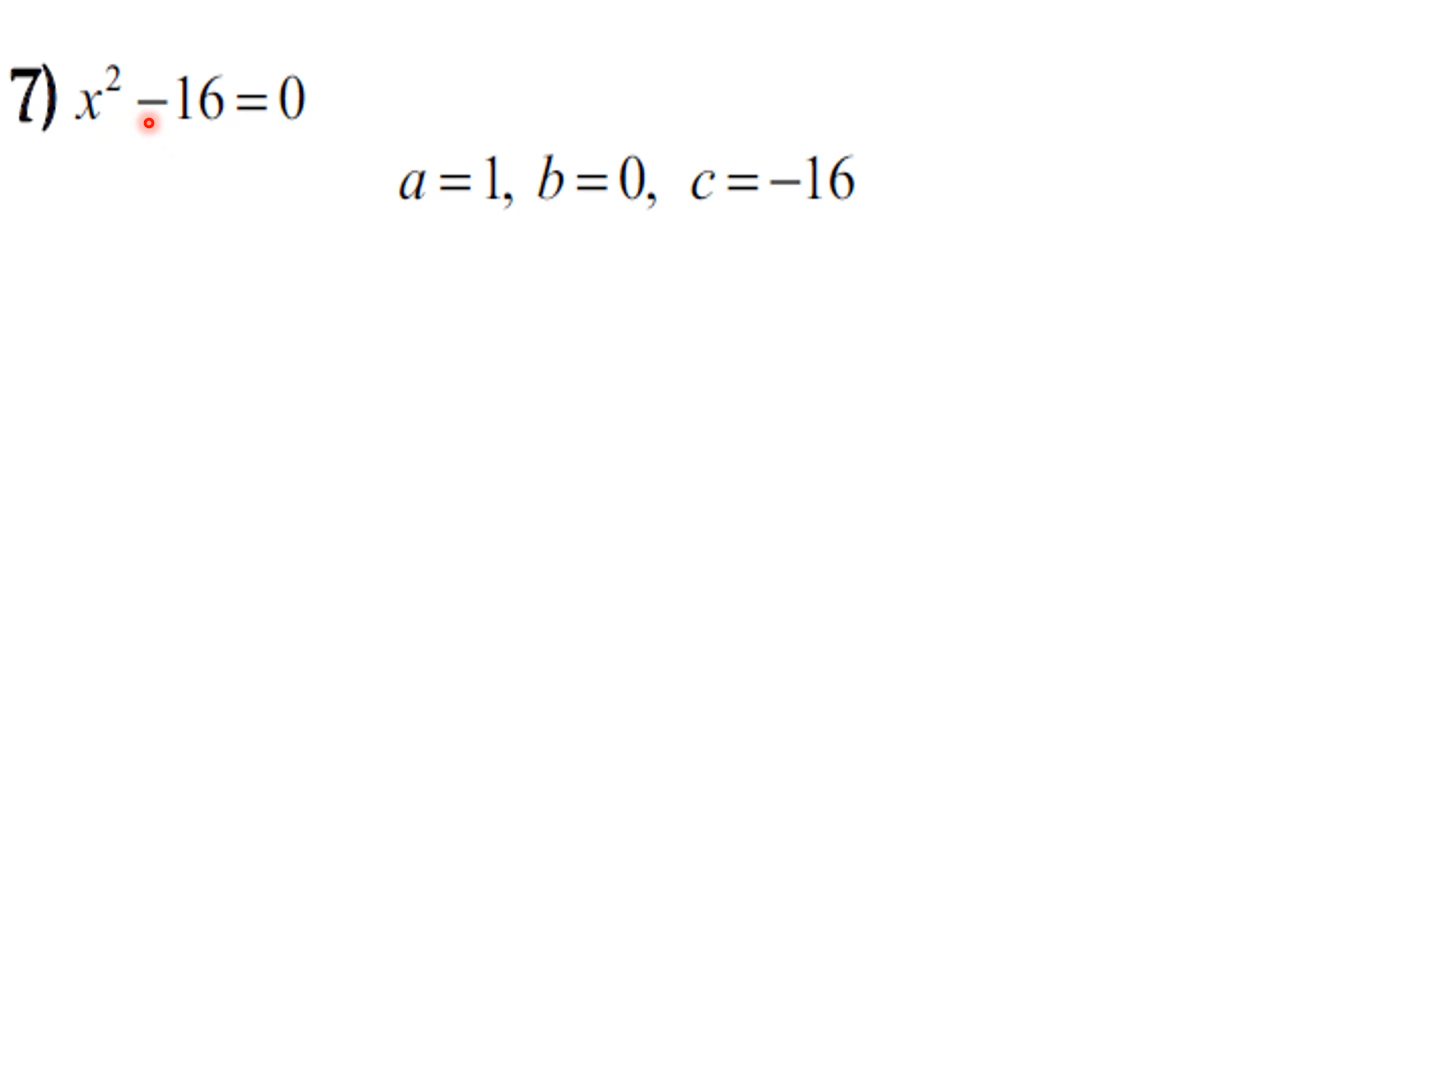 7) x² – 16 = 0
a = 1, b = 0, c = –16